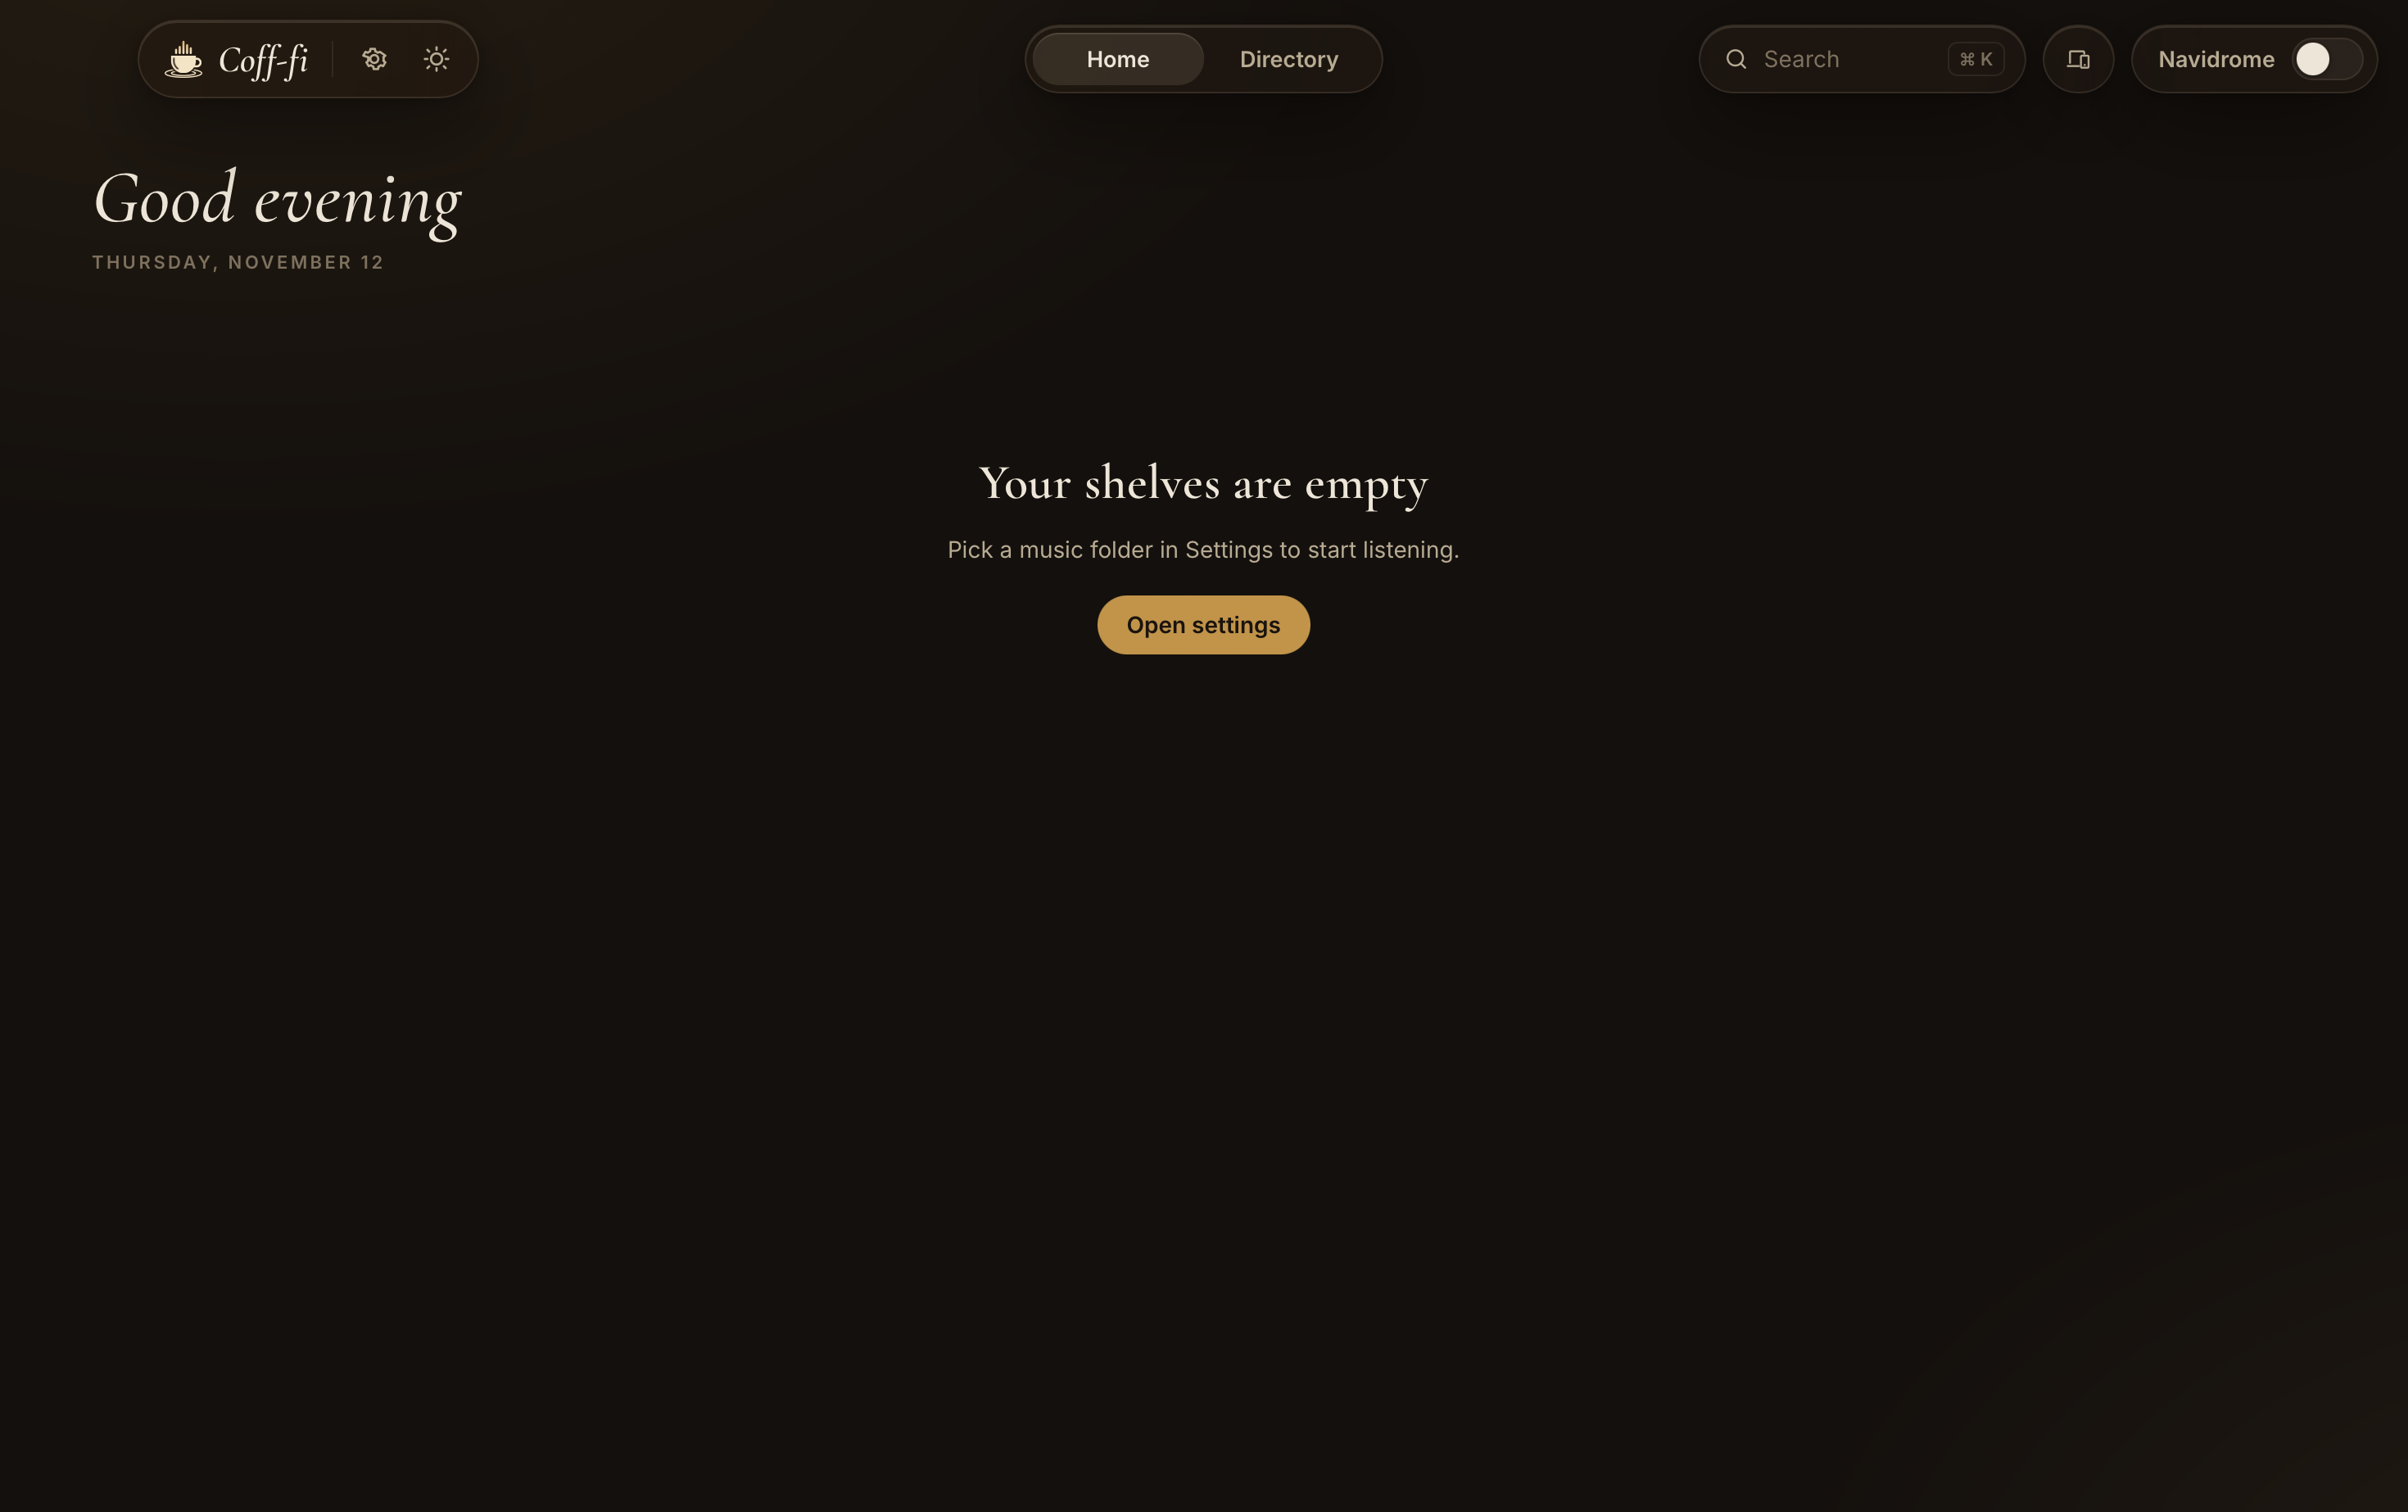 Coff-fi
Home
Directory
Search
⌘ K
Navidrome
Good evening
THURSDAY, NOVEMBER 12
Your shelves are empty
Pick a music folder in Settings to start listening.
Open settings